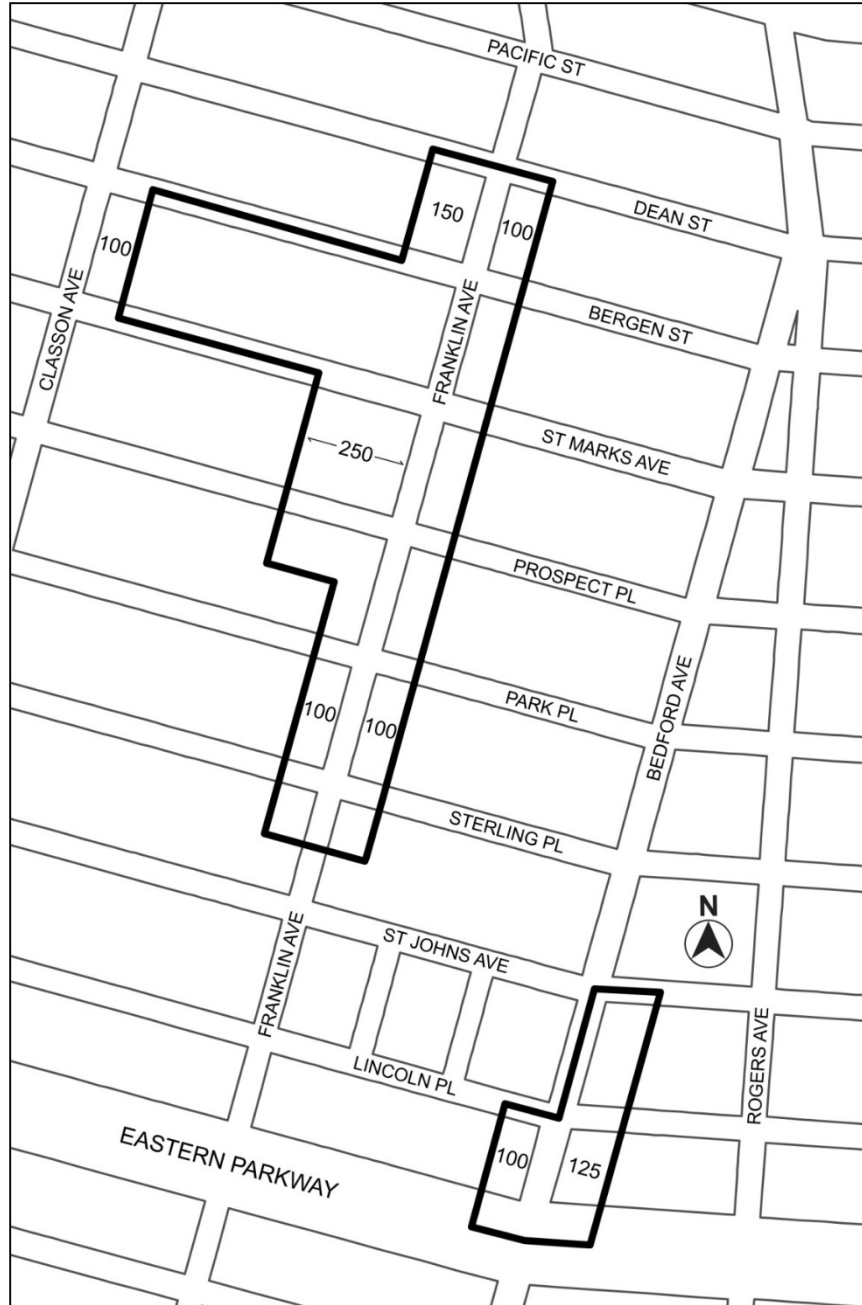 PACIFIC ST
150
DEAN ST
100
100
CLASSON AVE
FRANKLIN AVE
BERGEN ST
250
ST MARKS AVE
PROSPECT PL
PARK PL
100
100
BEDFORD AVE
STERLING PL
N
ST JOHNS AVE
FRANKLIN AVE
LINCOLN PL
ROGERS AVE
EASTERN PARKWAY
100
125